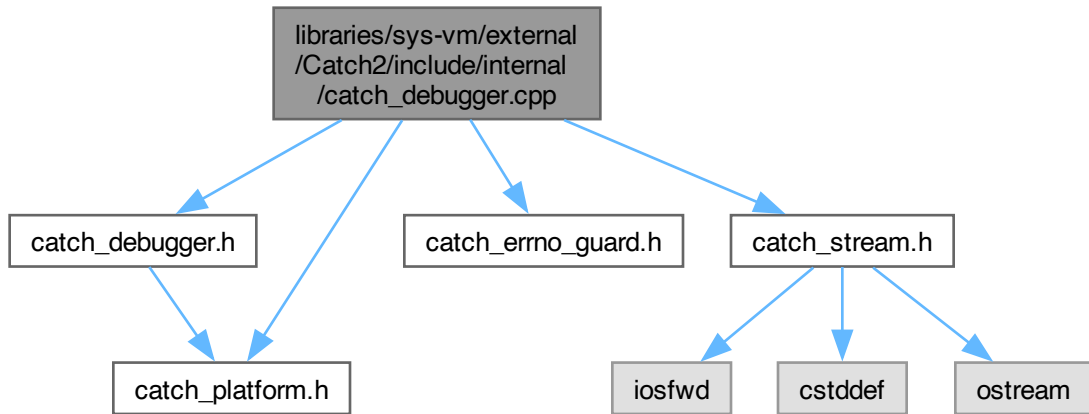 libraries/sys-vm/external
/Catch2/include/internal
/catch_debugger.cpp
catch_debugger.h
catch_errno_guard.h
catch_stream.h
catch_platform.h
iosfwd
cstddef
ostream